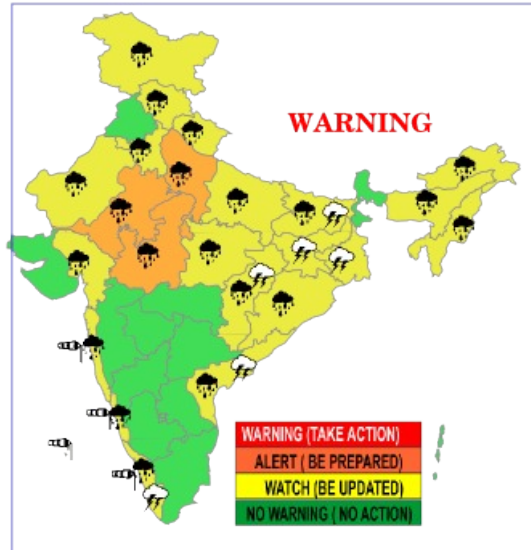 WARNING
WARNING (TAKE ACTION)
ALERT ( BE PREPARED)
WATCH (BE UPDATED)
NO WARNING ( NO ACTION)